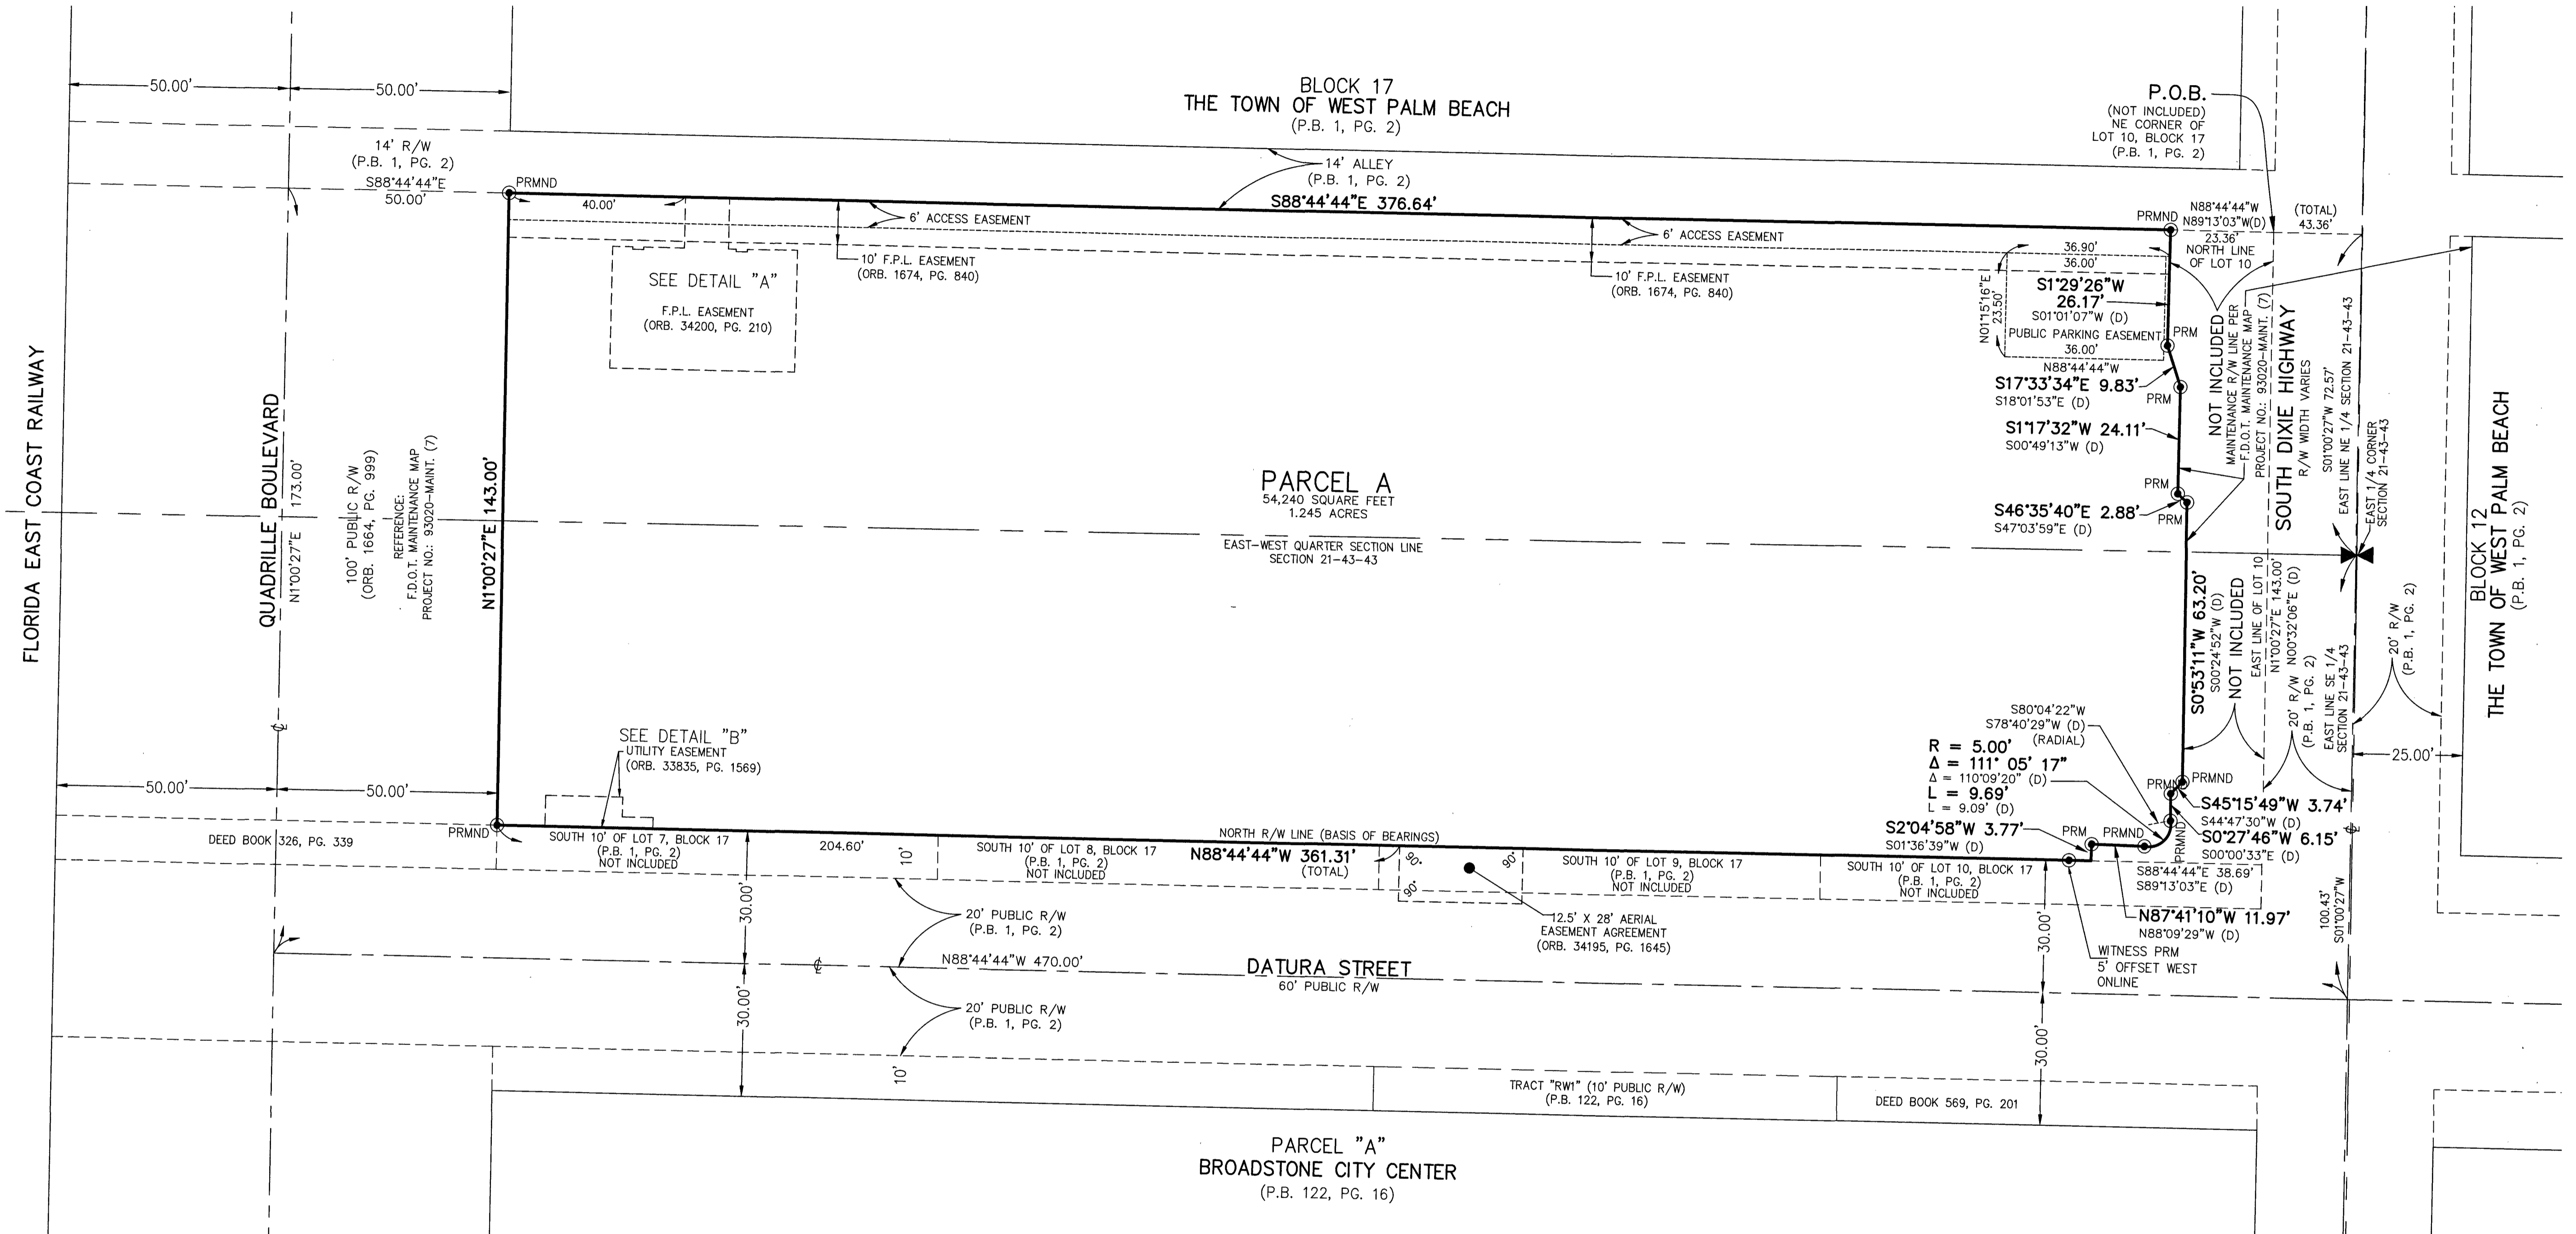 BLOCK 17
THE TOWN OF WEST PALM BEACH
(P.B. 1, PG. 2)
50.00'
50.00'
14' R/W
(P.B. 1, PG. 2)
S88°44'44"E
50.00'
PRMND
40.00'
14' ALLEY
(P.B. 1, PG. 2)
S88°44'44"E 376.64'
6' ACCESS EASEMENT
6' ACCESS EASEMENT
10' F.P.L. EASEMENT
(ORB. 1674, PG. 840)
10' F.P.L. EASEMENT
(ORB. 1674, PG. 840)
SEE DETAIL "A"
F.P.L. EASEMENT
(ORB. 34200, PG. 210)
P.O.B.
(NOT INCLUDED)
NE CORNER OF
LOT 10, BLOCK 17
(P.B. 1, PG. 2)
PRMND
N88°44'44"W
N89°13'03"W(D)
23.36'
NORTH LINE
OF LOT 10
(TOTAL)
43.36'
36.90'
36.00'
N01°15'16"E
23.50'
S1°29'26"W
26.17'
S01°01'07"W (D)
PUBLIC PARKING EASEMENT
36.00'
N88°44'44"W
PRM
S17°33'34"E 9.83'
S18°01'53"E (D)
PRM
S1°17'32"W 24.11'
S00°49'13"W (D)
PRM
S46°35'40"E 2.88'
S47°03'59"E (D)
PRM
NOT INCLUDED
MAINTENANCE R/W LINE PER
F.D.O.T. MAINTENANCE MAP
PROJECT NO.: 93020-MAINT. (7)
SOUTH DIXIE HIGHWAY
R/W WIDTH VARIES
S01°00'27"W 72.57'
EAST LINE NE 1/4 SECTION 21-43-43
EAST 1/4 CORNER
SECTION 21-43-43
BLOCK 12
THE TOWN OF WEST PALM BEACH
(P.B. 1, PG. 2)
FLORIDA EAST COAST RAILWAY
QUADRILLE BOULEVARD
N1°00'27"E 173.00'
100' PUBLIC R/W
(ORB. 1664, PG. 999)
REFERENCE:
F.D.O.T. MAINTENANCE MAP
PROJECT NO.: 93020-MAINT. (7)
N1°00'27"E 143.00'
PARCEL A
54,240 SQUARE FEET
1.245 ACRES
EAST-WEST QUARTER SECTION LINE
SECTION 21-43-43
S0°53'11"W 63.20'
S00°24'52"W (D)
NOT INCLUDED
EAST LINE OF LOT 10
N1°00'27"E 143.00'
N00°32'06"E (D)
20' R/W
(P.B. 1, PG. 2)
EAST LINE SE 1/4
SECTION 21-43-43
20' R/W
(P.B. 1, PG. 2)
25.00'
S80°04'22"W
S78°40'29"W (D)
(RADIAL)
R = 5.00'
Δ = 111° 05' 17"
Δ = 110°09'20" (D)
L = 9.69'
L = 9.09' (D)
PRMND
PRMND
S45°15'49"W 3.74'
S44°47'30"W (D)
S0°27'46"W 6.15'
S00°00'33"E (D)
PRMND
S2°04'58"W 3.77'
S01°36'39"W (D)
PRM
PRMND
S88°44'44"E 38.69'
S89°13'03"E (D)
N87°41'10"W 11.97'
N88°09'29"W (D)
WITNESS PRM
5' OFFSET WEST
ONLINE
100.43'
S01°00'27"W
50.00'
50.00'
SEE DETAIL "B"
UTILITY EASEMENT
(ORB. 33835, PG. 1569)
PRMND
DEED BOOK 326, PG. 339
SOUTH 10' OF LOT 7, BLOCK 17
(P.B. 1, PG. 2)
NOT INCLUDED
204.60'
10'
SOUTH 10' OF LOT 8, BLOCK 17
(P.B. 1, PG. 2)
NOT INCLUDED
NORTH R/W LINE (BASIS OF BEARINGS)
N88°44'44"W 361.31'
(TOTAL)
90°
90°
90°
SOUTH 10' OF LOT 9, BLOCK 17
(P.B. 1, PG. 2)
NOT INCLUDED
SOUTH 10' OF LOT 10, BLOCK 17
(P.B. 1, PG. 2)
NOT INCLUDED
12.5' X 28' AERIAL
EASEMENT AGREEMENT
(ORB. 34195, PG. 1645)
30.00'
30.00'
20' PUBLIC R/W
(P.B. 1, PG. 2)
N88°44'44"W 470.00'
DATURA STREET
60' PUBLIC R/W
20' PUBLIC R/W
(P.B. 1, PG. 2)
30.00'
30.00'
10'
TRACT "RW1" (10' PUBLIC R/W)
(P.B. 122, PG. 16)
DEED BOOK 569, PG. 201
PARCEL "A"
BROADSTONE CITY CENTER
(P.B. 122, PG. 16)